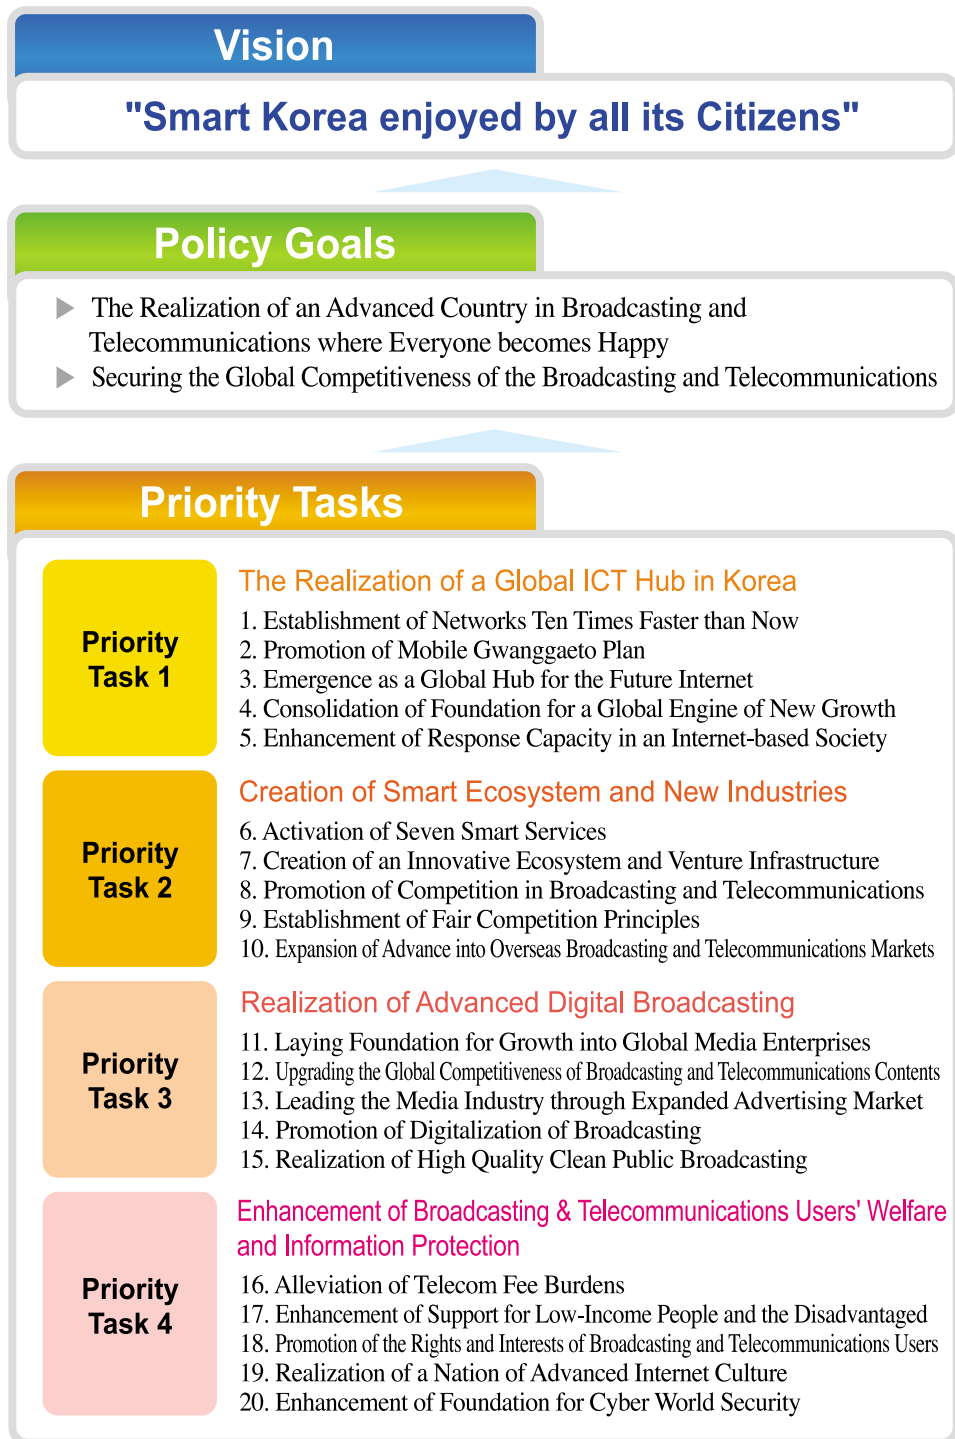 Vision
"Smart Korea enjoyed by all its Citizens"
Policy Goals
▶ The Realization of an Advanced Country in Broadcasting and
Telecommunications where Everyone becomes Happy
▶ Securing the Global Competitiveness of the Broadcasting and Telecommunications
Priority Tasks
Priority
Task 1
The Realization of a Global ICT Hub in Korea
1. Establishment of Networks Ten Times Faster than Now
2. Promotion of Mobile Gwanggaeto Plan
3. Emergence as a Global Hub for the Future Internet
4. Consolidation of Foundation for a Global Engine of New Growth
5. Enhancement of Response Capacity in an Internet-based Society
Priority
Task 2
Creation of Smart Ecosystem and New Industries
6. Activation of Seven Smart Services
7. Creation of an Innovative Ecosystem and Venture Infrastructure
8. Promotion of Competition in Broadcasting and Telecommunications
9. Establishment of Fair Competition Principles
10. Expansion of Advance into Overseas Broadcasting and Telecommunications Markets
Priority
Task 3
Realization of Advanced Digital Broadcasting
11. Laying Foundation for Growth into Global Media Enterprises
12. Upgrading the Global Competitiveness of Broadcasting and Telecommunications Contents
13. Leading the Media Industry through Expanded Advertising Market
14. Promotion of Digitalization of Broadcasting
15. Realization of High Quality Clean Public Broadcasting
Priority
Task 4
Enhancement of Broadcasting & Telecommunications Users' Welfare
and Information Protection
16. Alleviation of Telecom Fee Burdens
17. Enhancement of Support for Low-Income People and the Disadvantaged
18. Promotion of the Rights and Interests of Broadcasting and Telecommunications Users
19. Realization of a Nation of Advanced Internet Culture
20. Enhancement of Foundation for Cyber World Security